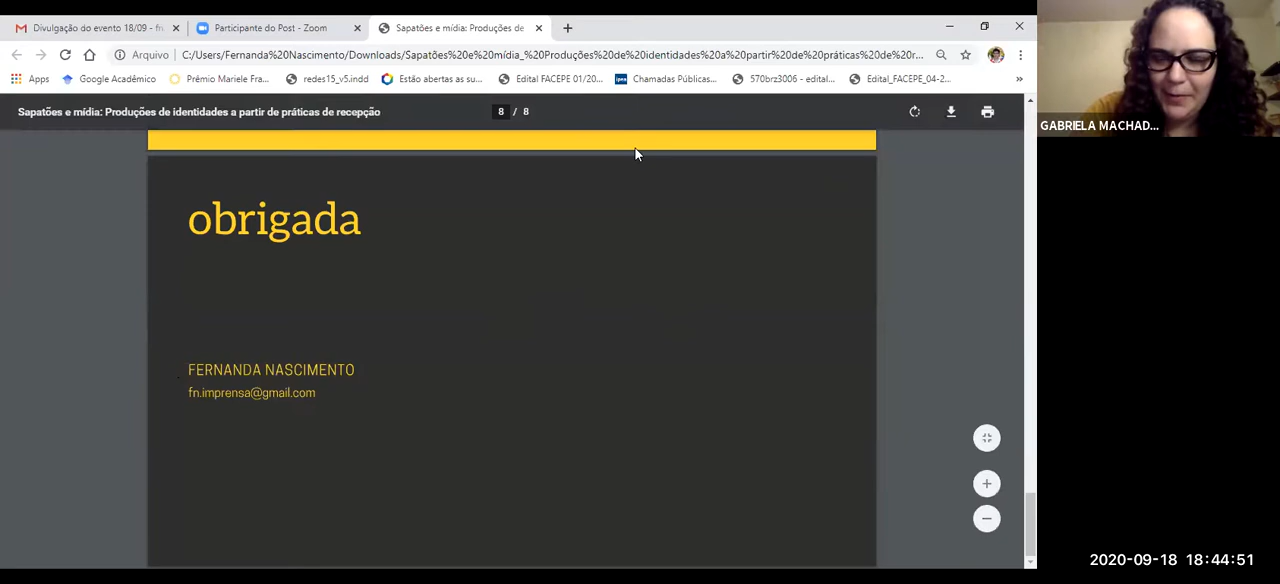 Divulgação do evento 18/09 - fn
Participante do Post - Zoom
Sapatões e mídia: Produções de
Arquivo
C:/Users/Fernanda%20Nascimento/Downloads/Sapatões%20e%20mídia_%20Produções%20de%20identidades%20a%20partir%20de%20práticas%20de%20r...
Apps
Google Acadêmico
Prêmio Mariele Fra...
redes15_v5.indd
Estão abertas as su...
Edital FACEPE 01/20...
Chamadas Públicas...
570brz3006 - edital...
Edital_FACEPE_04-2...
»
Sapatões e mídia: Produções de identidades a partir de práticas de recepção
8 / 8
GABRIELA MACHAD...
obrigada
FERNANDA NASCIMENTO
fn.imprensa@gmail.com
2020-09-18 18:44:51